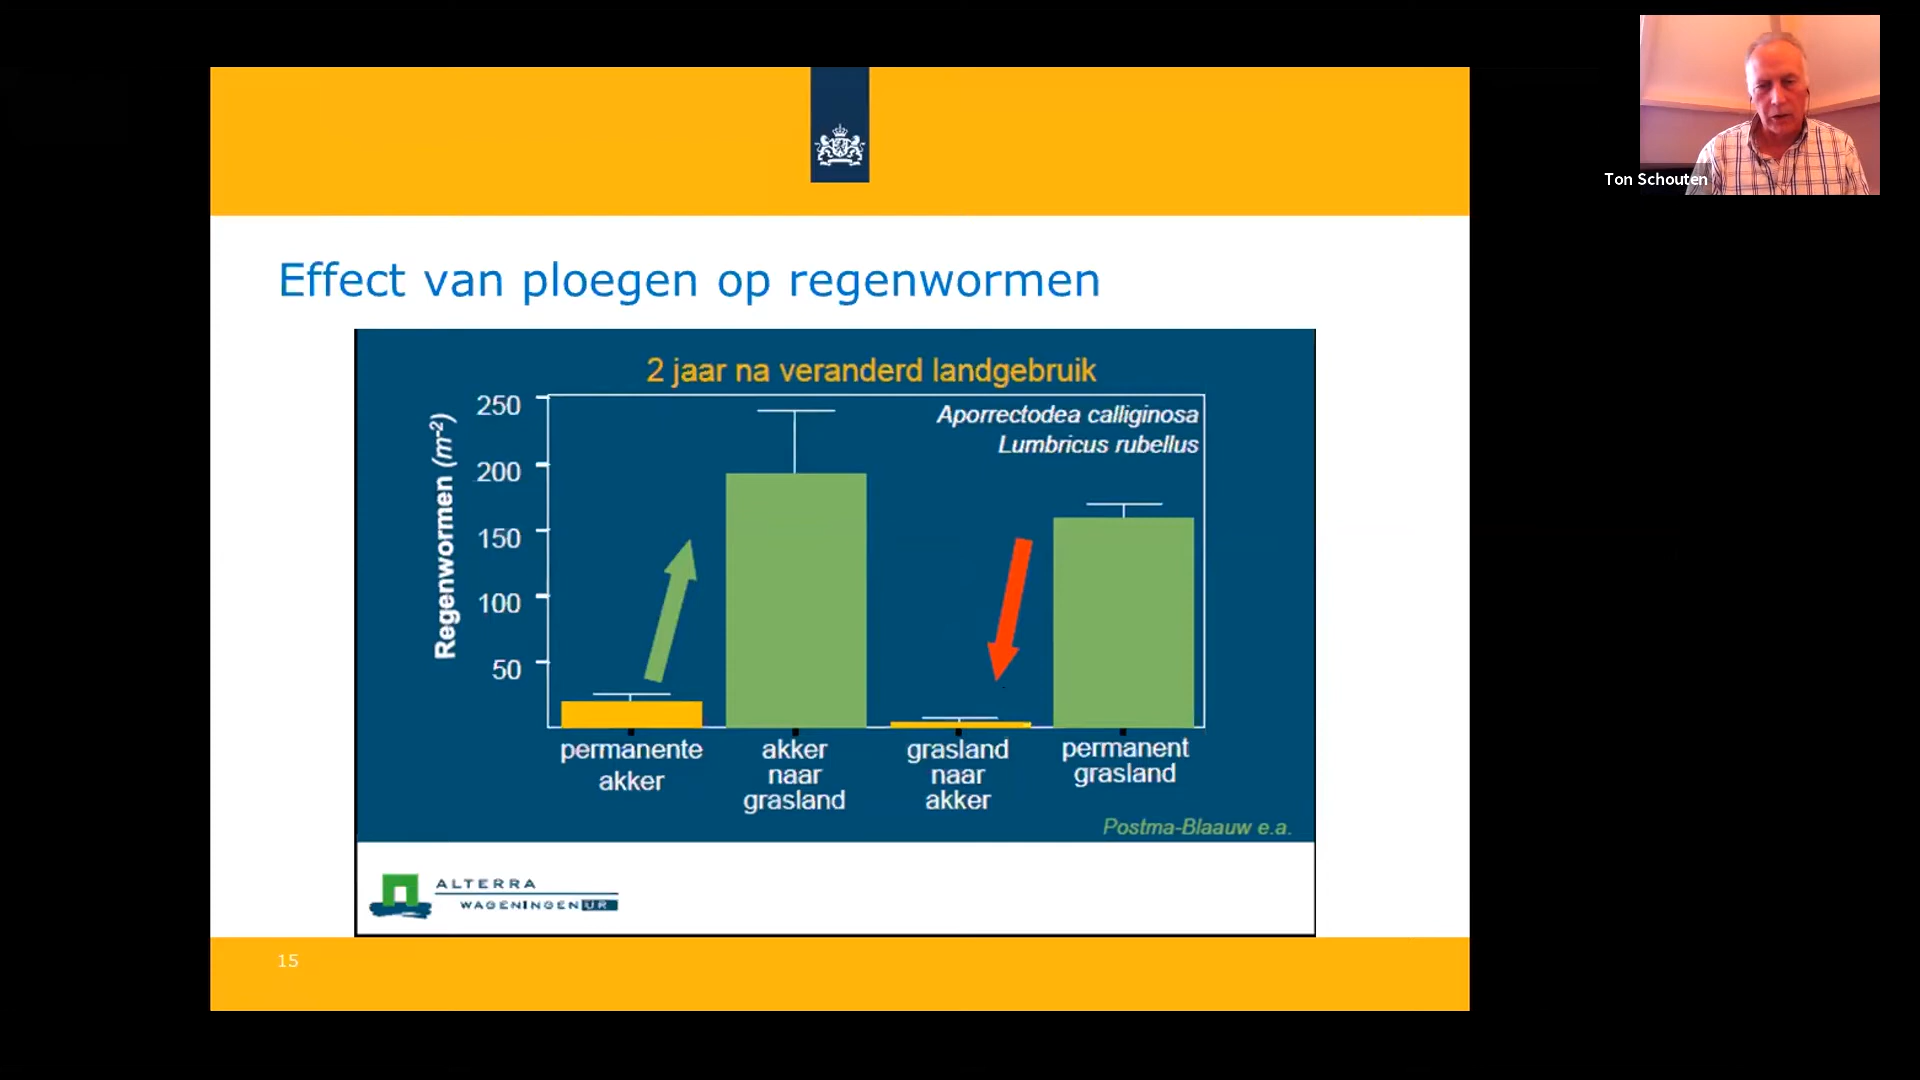 Ton Schouten
Effect van ploegen op regenwormen
2 jaar na veranderd landgebruik
Aporrectodea calliginosa
Lumbricus rubellus
Regenwormen (m-2)
250
200
150
100
50
permanente
akker
akker
naar
grasland
grasland
naar
akker
permanent
grasland
Postma-Blaauw e.a.
ALTERRA
WAGENINGEN UR
15